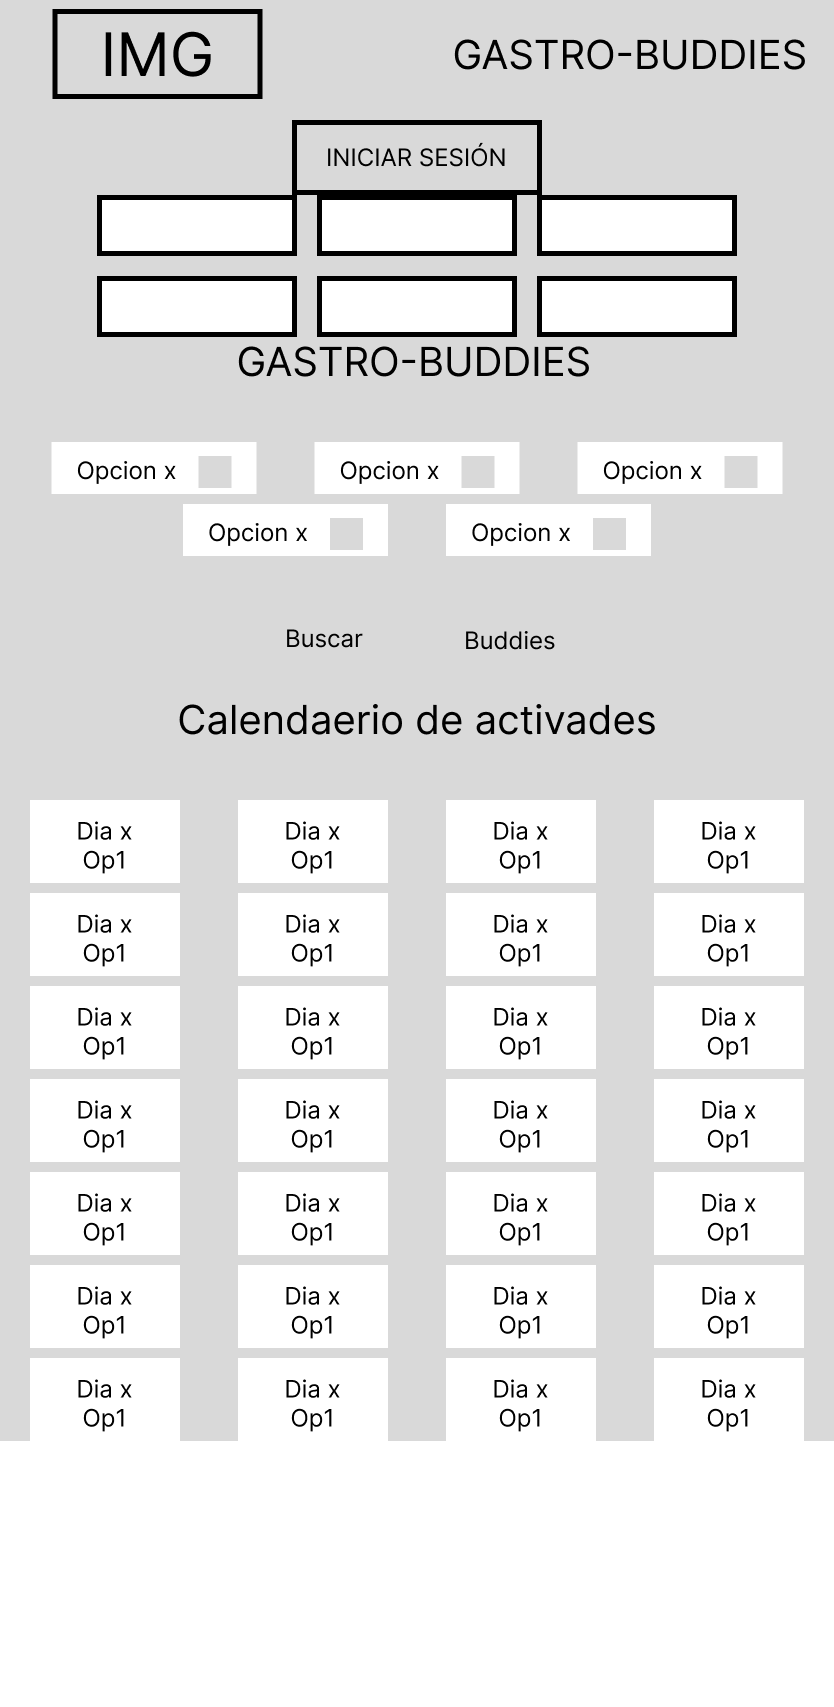 IMG
GASTRO-BUDDIES
INICIAR SESIÓN
GASTRO-BUDDIES
Opcion x
Opcion x
Opcion x
Opcion x
Opcion x
Buscar
Buddies
Calendaerio de activades
Dia x Dia x Dia x Dia x
Op1 Op1 Op1 Op1
Dia x Dia x Dia x Dia x
Op1 Op1 Op1 Op1
Dia x Dia x Dia x Dia x
Op1 Op1 Op1 Op1
Dia x Dia x Dia x Dia x
Op1 Op1 Op1 Op1
Dia x Dia x Dia x Dia x
Op1 Op1 Op1 Op1
Dia x Dia x Dia x Dia x
Op1 Op1 Op1 Op1
Dia x Dia x Dia x Dia x
Op1 Op1 Op1 Op1